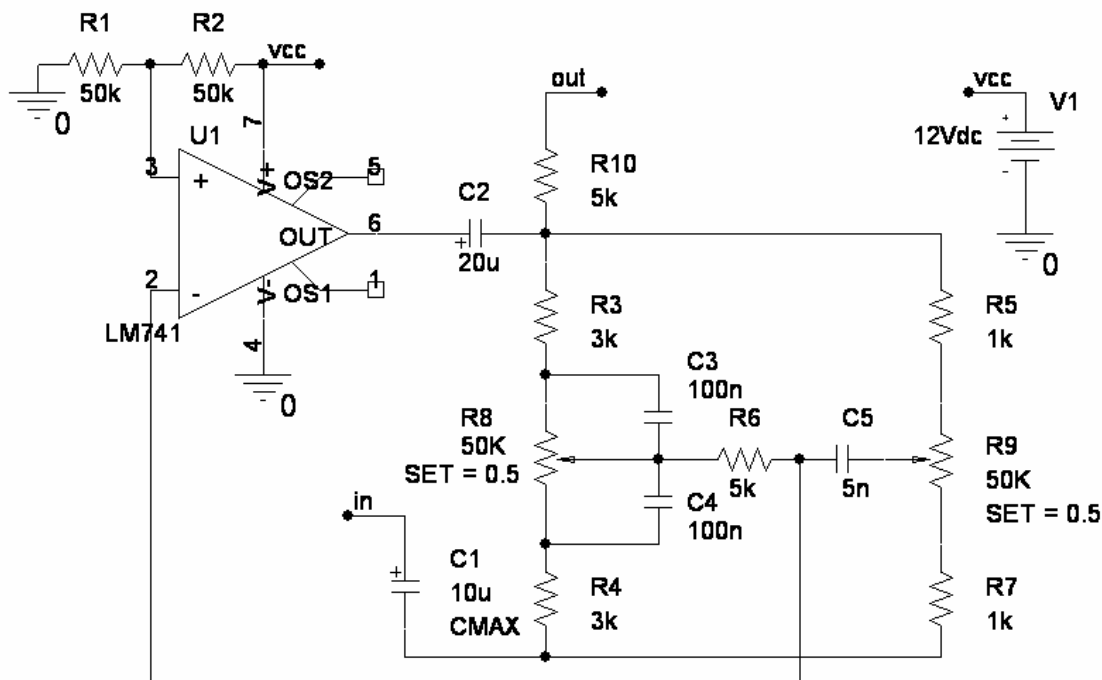 R1
R2
vcc
50k
50k
0
out
vcc
V1
12Vdc
+
-
0
7
U1
3
+
V+
OS2
5
R10
5k
C2
6
OUT
+
20u
2
-
V-
OS1
1
LM741
4
0
R3
3k
R5
1k
C3
100n
R8
50K
SET = 0.5
R6
5k
C5
5n
R9
50K
SET = 0.5
C4
100n
in
+
C1
10u
CMAX
R4
3k
R7
1k